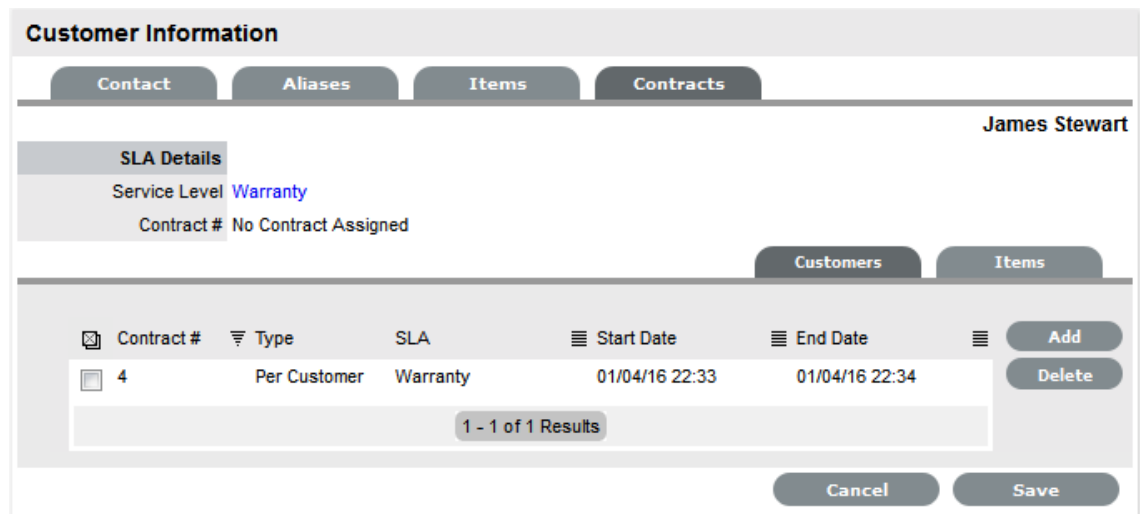 Customer Information
Contact Aliases Items Contracts
James Stewart
SLA Details
Service Level Warranty
Contract # No Contract Assigned
Customers Items
Contract # Type SLA Start Date End Date Add
4 Per Customer Warranty 01/04/16 22:33 01/04/16 22:34 Delete
1 - 1 of 1 Results
Cancel Save